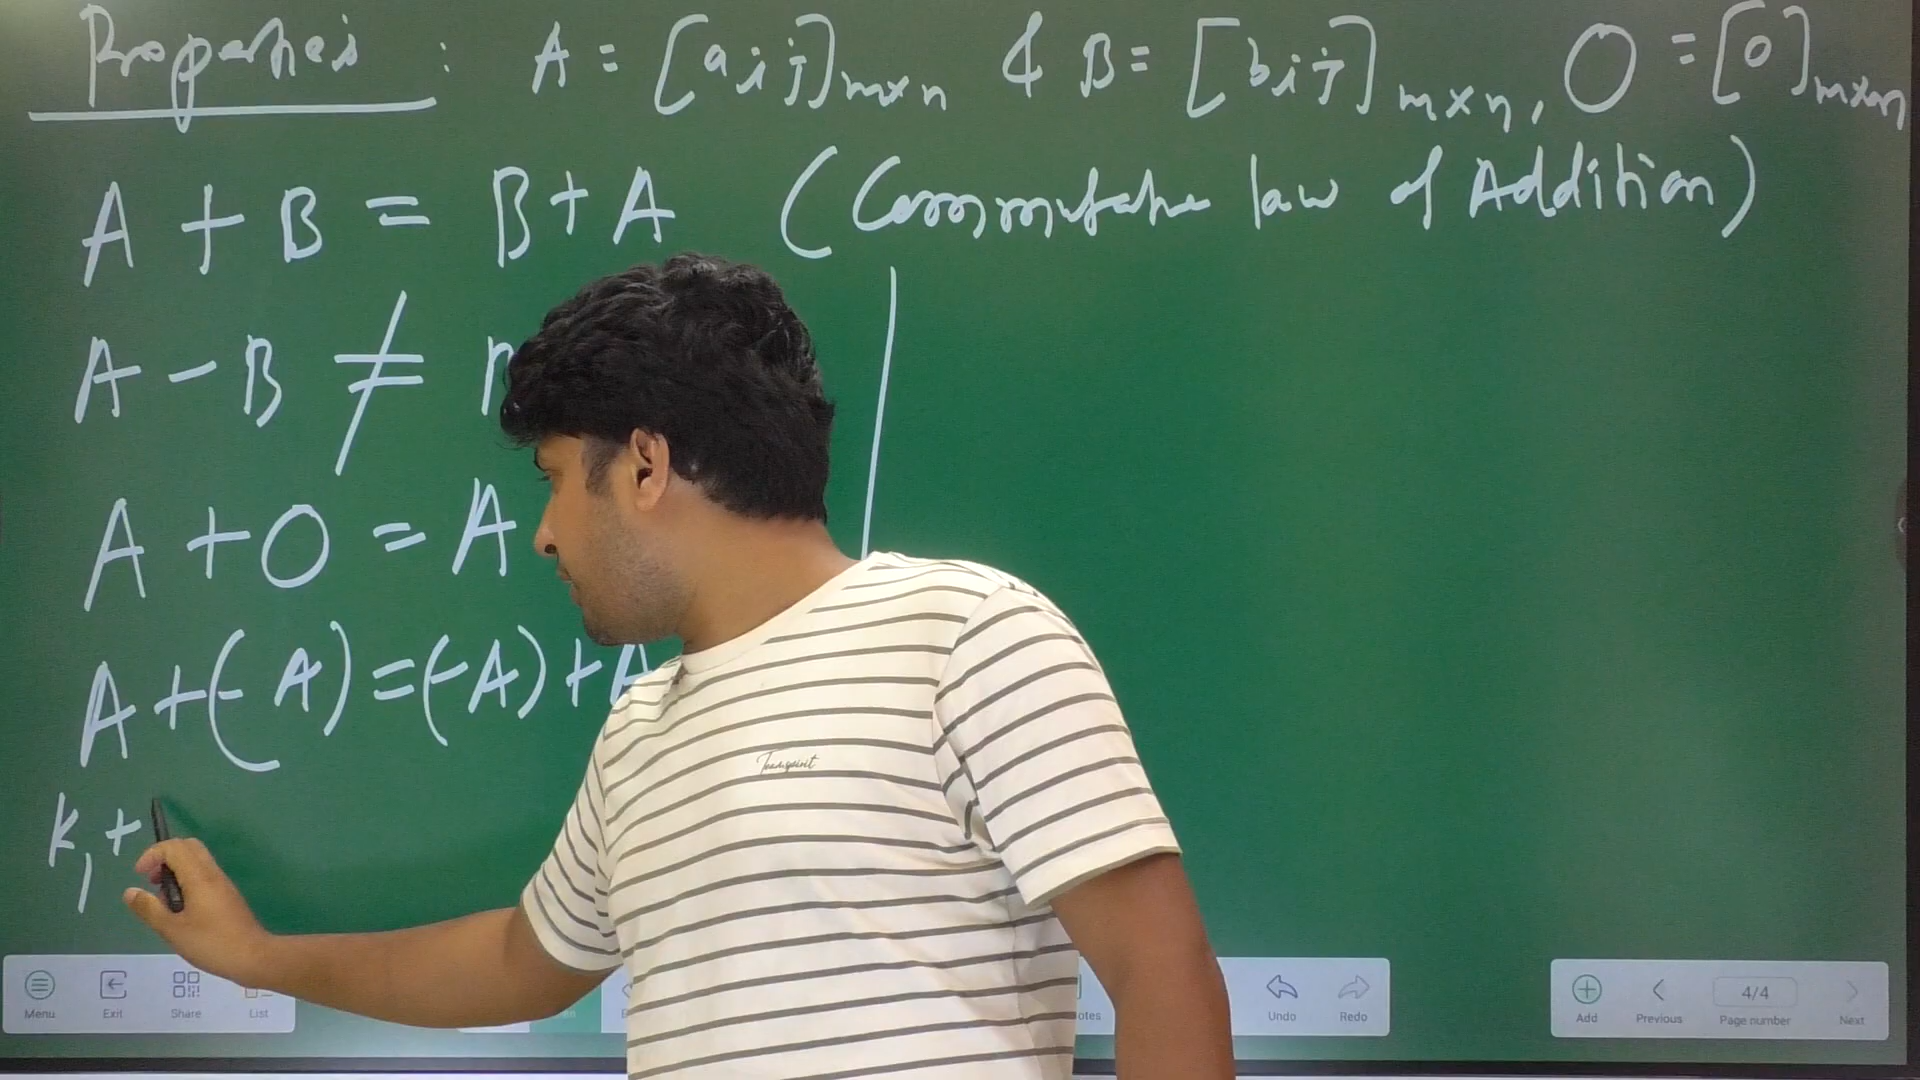 Properties : A = [aij]m×n & B = [bij]m×n, O = [0]m×n
A + B = B + A (Commutative law of Addition)
A - B ≠
A + O = A
A + (-A) = (-A) + A
K1 +
Transpirit
Menu Exit Share List Undo Redo Add Previous 4/4 Page number Next